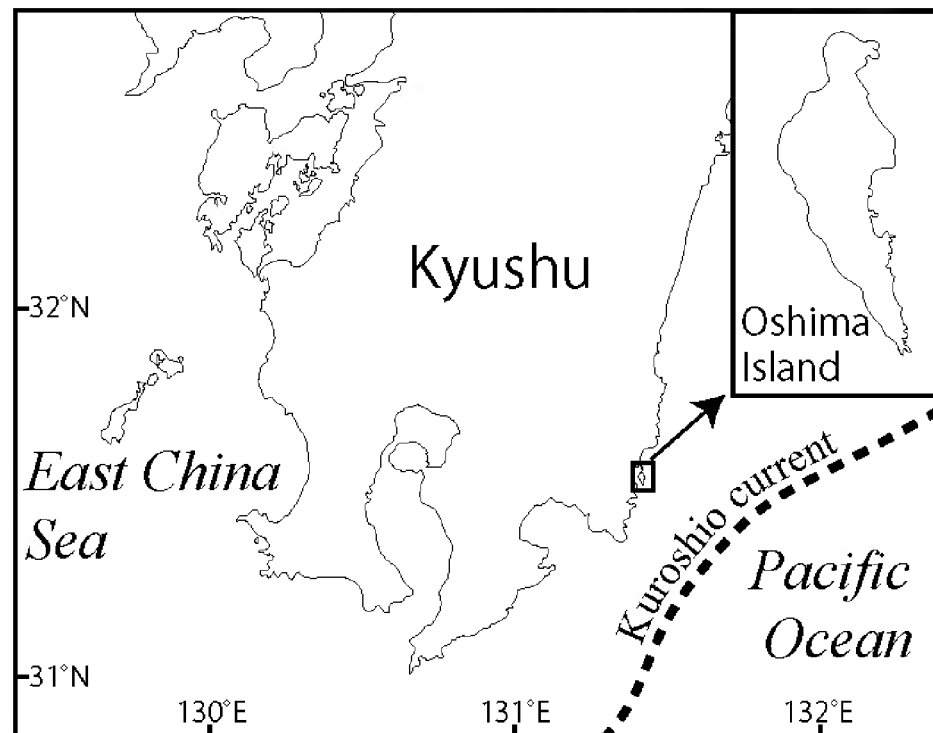 Kyushu
32°N
Oshima
Island
East China
Sea
Kuroshio current
Pacific
Ocean
31°N
130°E
131°E
132°E